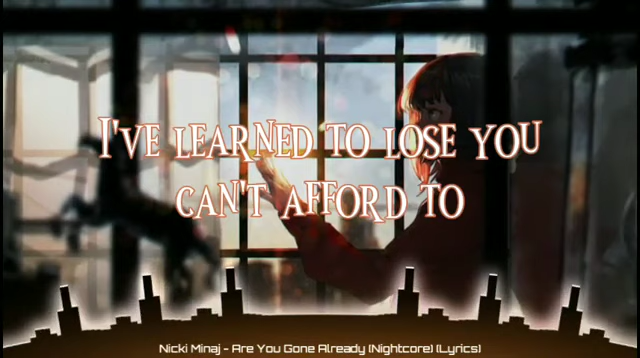 I'VE LEARNED TO LOSE YOU
CAN'T AFFORD TO
Nicki Minaj - Are You Gone Already (Nightcore) (Lyrics)